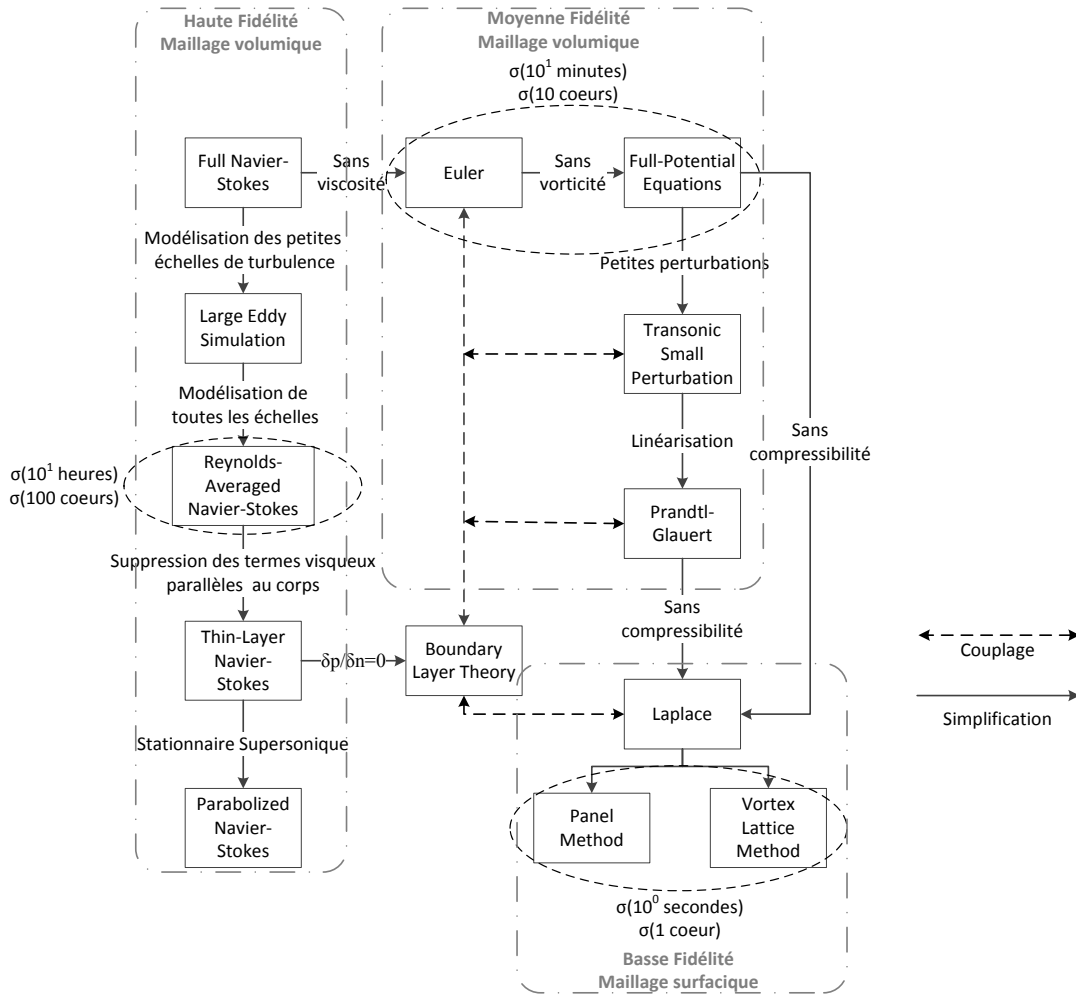 Haute Fidélité
Maillage volumique
Moyenne Fidélité
Maillage volumique
σ(10¹ minutes)
σ(10 coeurs)
Full Navier-
Stokes
Sans
viscosité
Euler
Sans
vorticité
Full-Potential
Equations
Modélisation des petites
échelles de turbulence
Petites perturbations
Large Eddy
Simulation
Transonic
Small
Perturbation
Modélisation de
toutes les échelles
Linéarisation
Sans
compressibilité
σ(10¹ heures)
σ(100 coeurs)
Reynolds-
Averaged
Navier-Stokes
Prandtl-
Glauert
Suppression des termes visqueux
parallèles au corps
Sans
compressibilité
Thin-Layer
Navier-
Stokes
δp/δn=0
Boundary
Layer Theory
Couplage
Laplace
Simplification
Stationnaire Supersonique
Parabolized
Navier-
Stokes
Panel
Method
Vortex
Lattice
Method
σ(10⁰ secondes)
σ(1 coeur)
Basse Fidélité
Maillage surfacique